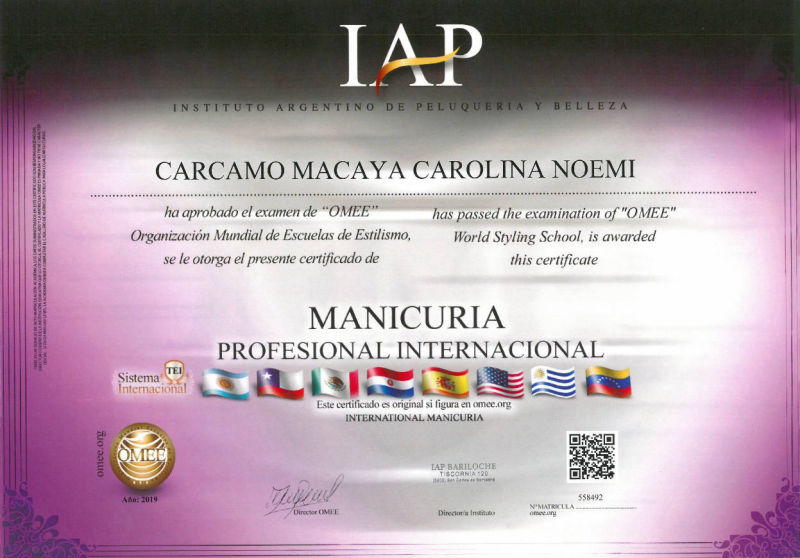 IAP
INSTITUTO ARGENTINO DE PELUQUERIA Y BELLEZA
CARCAMO MACAYA CAROLINA NOEMI
ha aprobado el examen de “OMEE”
Organización Mundial de Escuelas de Estilismo,
se le otorga el presente certificado de
has passed the examination of "OMEE"
World Styling School, is awarded
this certificate
MANICURIA
PROFESIONAL INTERNACIONAL
Sistema TEI
Internacional
Este certificado es original si figura en omee.org
INTERNATIONAL MANICURIA
omee.org
OMEE
Año: 2019
Director OMEE
IAP BARILOCHE
TISCORNIA 120
Director/a Instituto
558492
Nº MATRICULA
omee.org